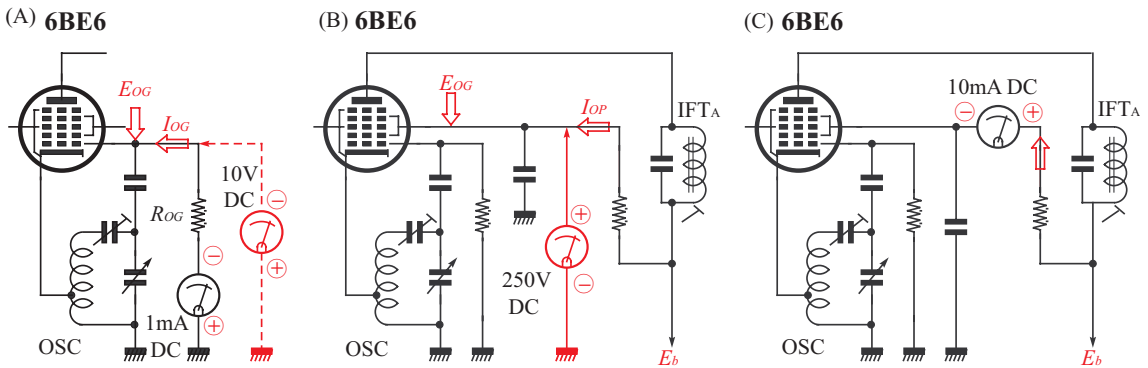 (A) 6BE6
EOG
IOG
10V
DC
⊖
⊕
ROG
⊖
⊕
1mA
DC
OSC
(B) 6BE6
EOG
IOP
IFTA
⊕
⊖
250V
DC
OSC
Eb
(C) 6BE6
10mA DC
⊖
⊕
IFTA
OSC
Eb